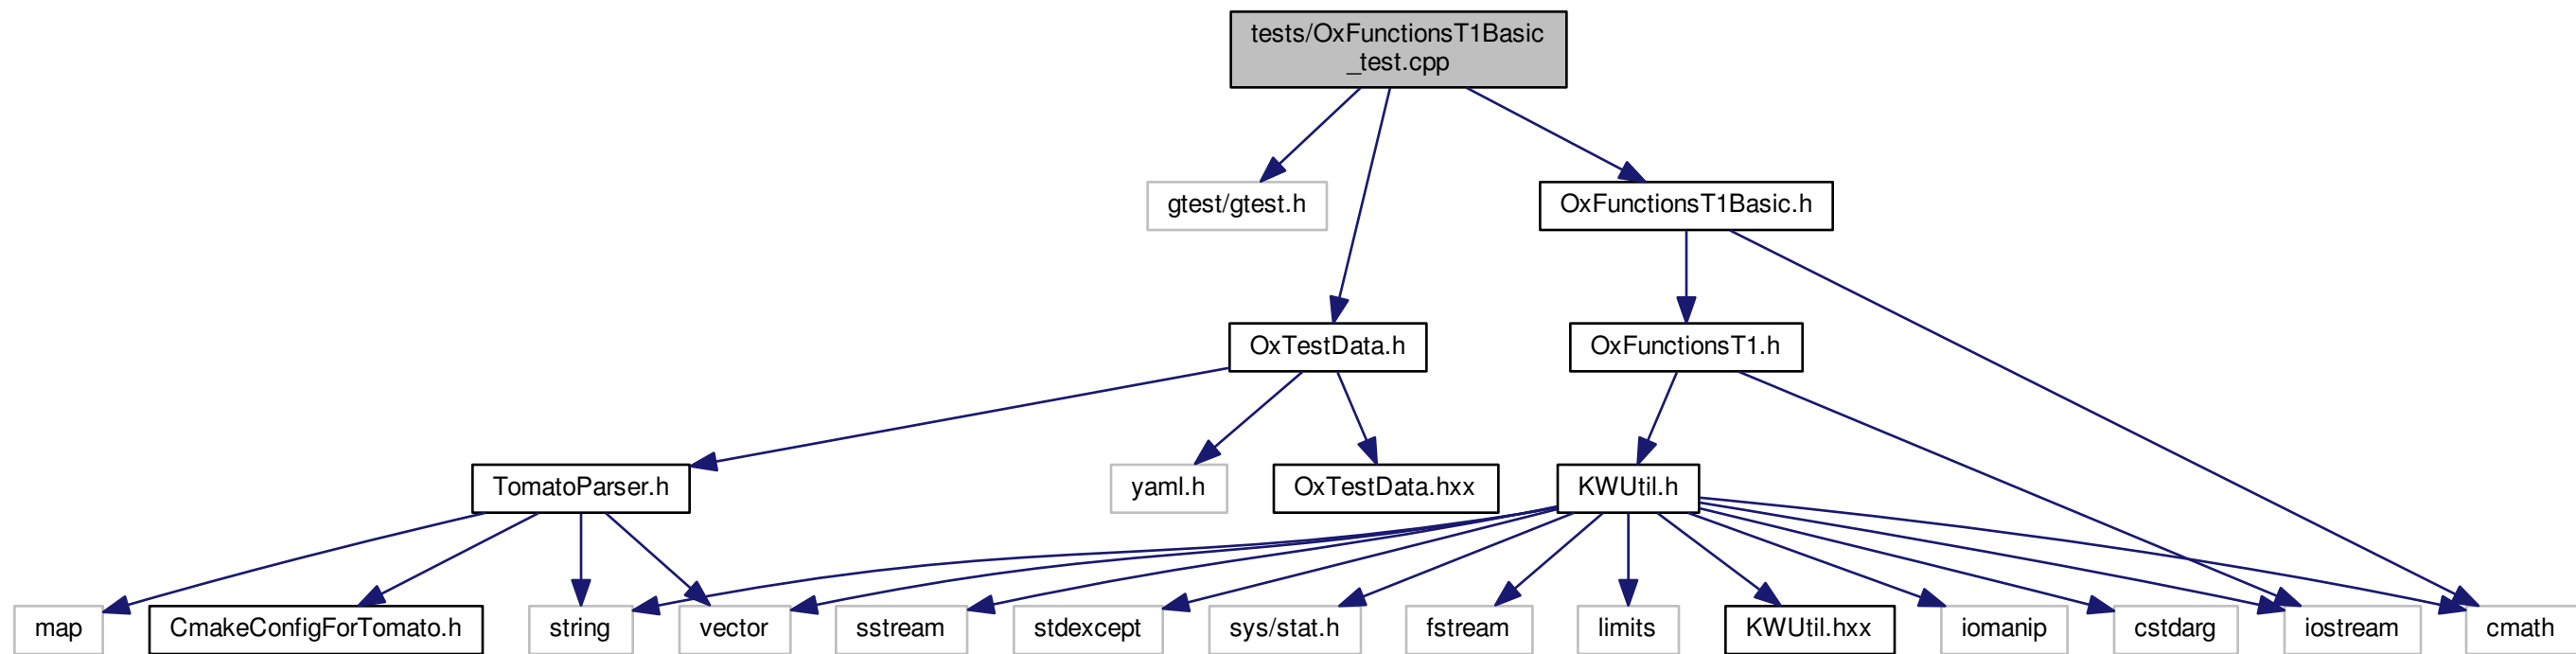 tests/OxFunctionsT1Basic
_test.cpp
gtest/gtest.h
OxFunctionsT1Basic.h
OxTestData.h
OxFunctionsT1.h
TomatoParser.h
yaml.h
OxTestData.hxx
KWUtil.h
map
CmakeConfigForTomato.h
string
vector
sstream
stdexcept
sys/stat.h
fstream
limits
KWUtil.hxx
iomanip
cstdarg
iostream
cmath